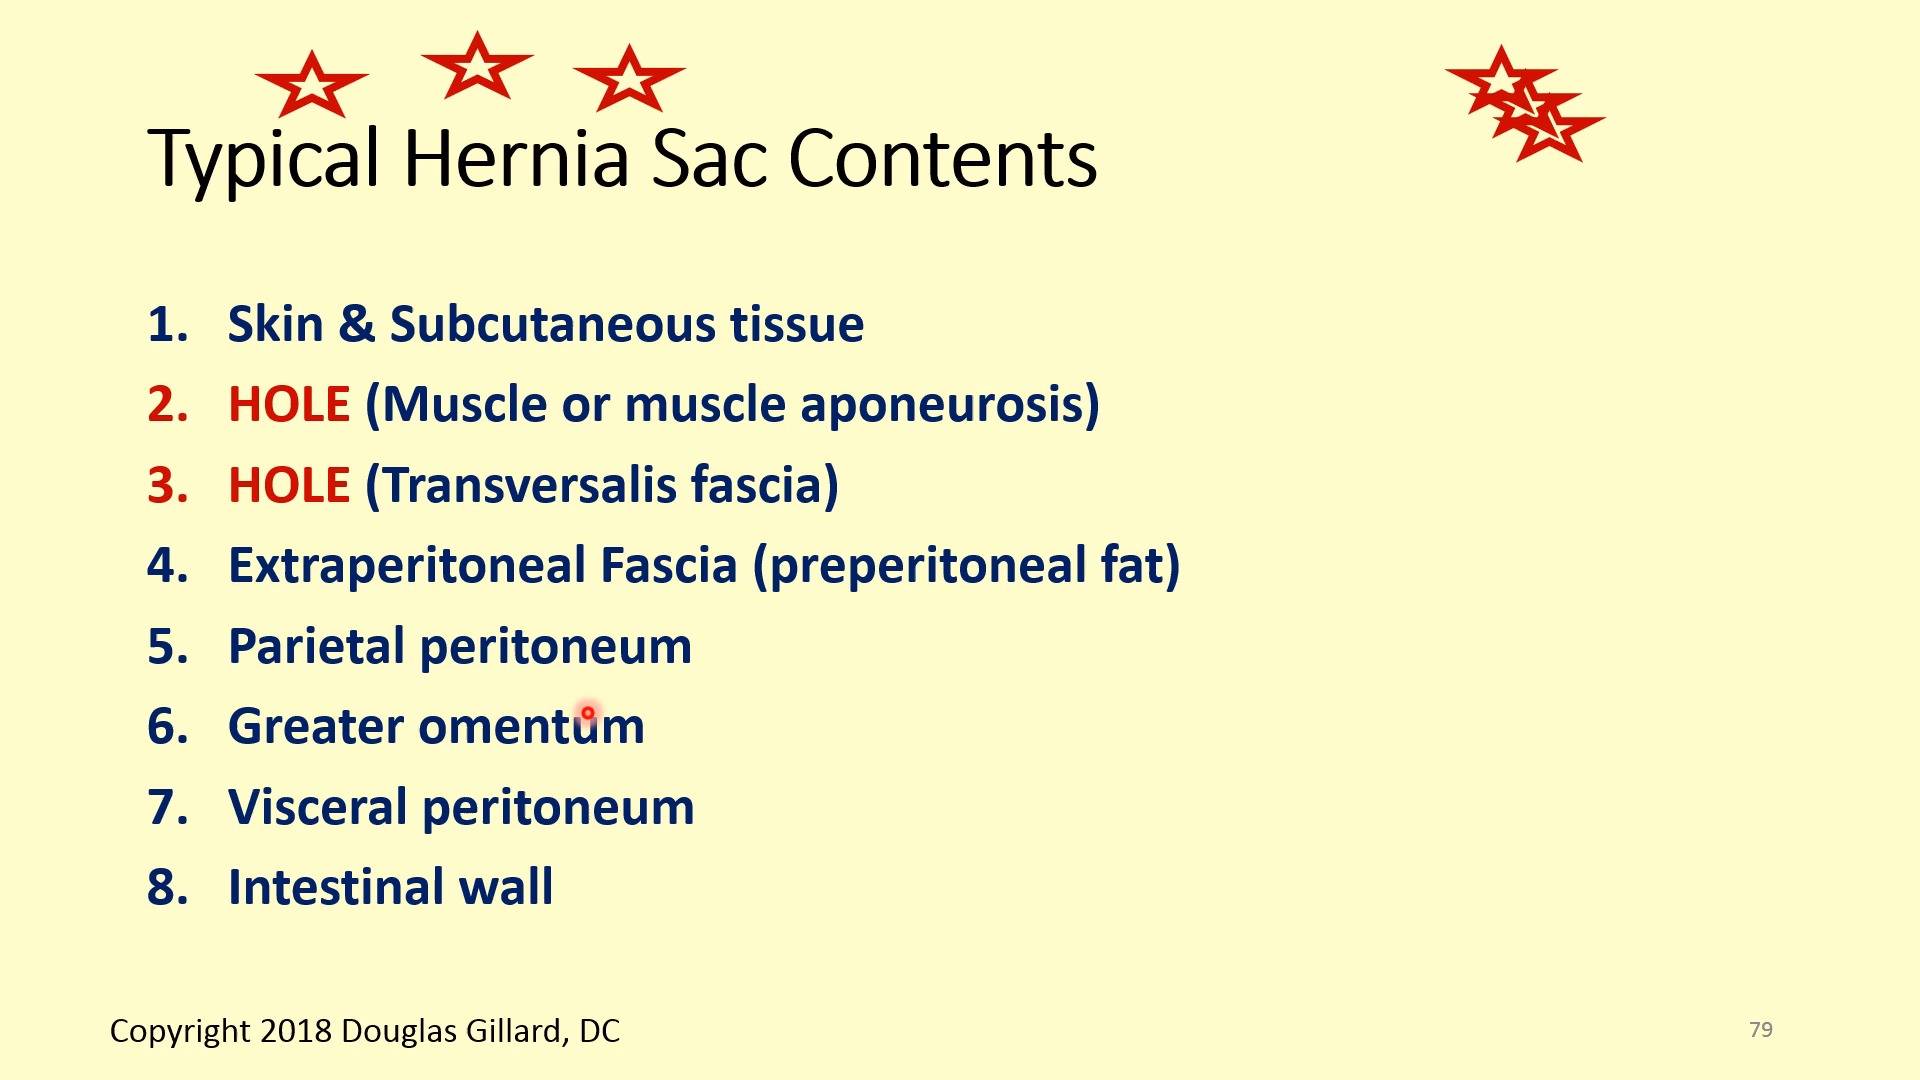 Typical Hernia Sac Contents
1. Skin & Subcutaneous tissue
2. HOLE (Muscle or muscle aponeurosis)
3. HOLE (Transversalis fascia)
4. Extraperitoneal Fascia (preperitoneal fat)
5. Parietal peritoneum
6. Greater omentum
7. Visceral peritoneum
8. Intestinal wall
Copyright 2018 Douglas Gillard, DC
79